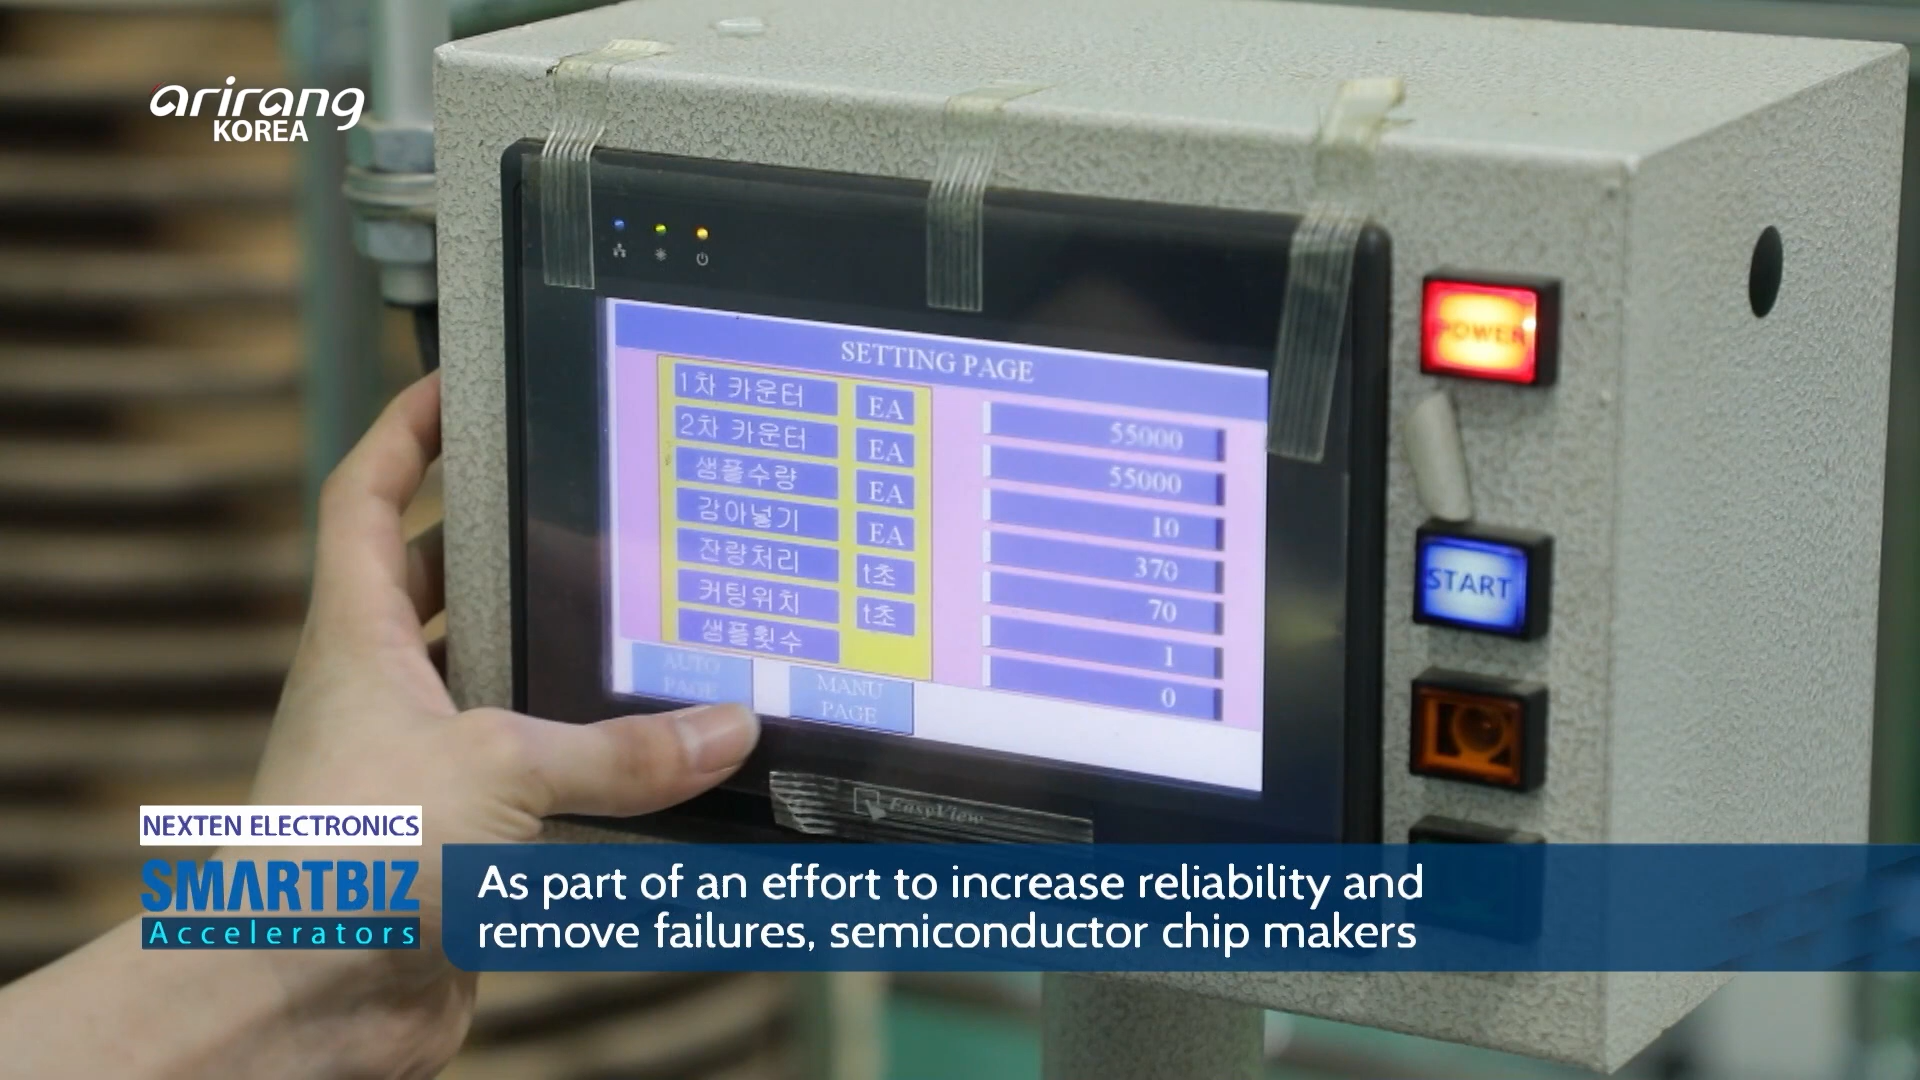 arirang
KOREA
SETTING PAGE
1차 카운터 EA 55000
2차 카운터 EA 55000
샘플수량 EA 10
감아넣기 EA 370
잔량처리 t초 70
커팅위치 t초 1
샘플횟수 0
AUTO
PAGE
MANU
PAGE
EasyView
POWER
START
NEXTEN ELECTRONICS
SMARTBIZ
Accelerators
As part of an effort to increase reliability and
remove failures, semiconductor chip makers